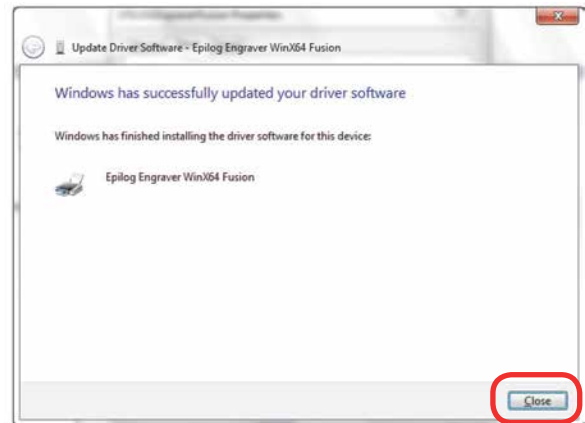 Update Driver Software - Epilog Engraver WinX64 Fusion
Windows has successfully updated your driver software
Windows has finished installing the driver software for this device:
Epilog Engraver WinX64 Fusion
Close